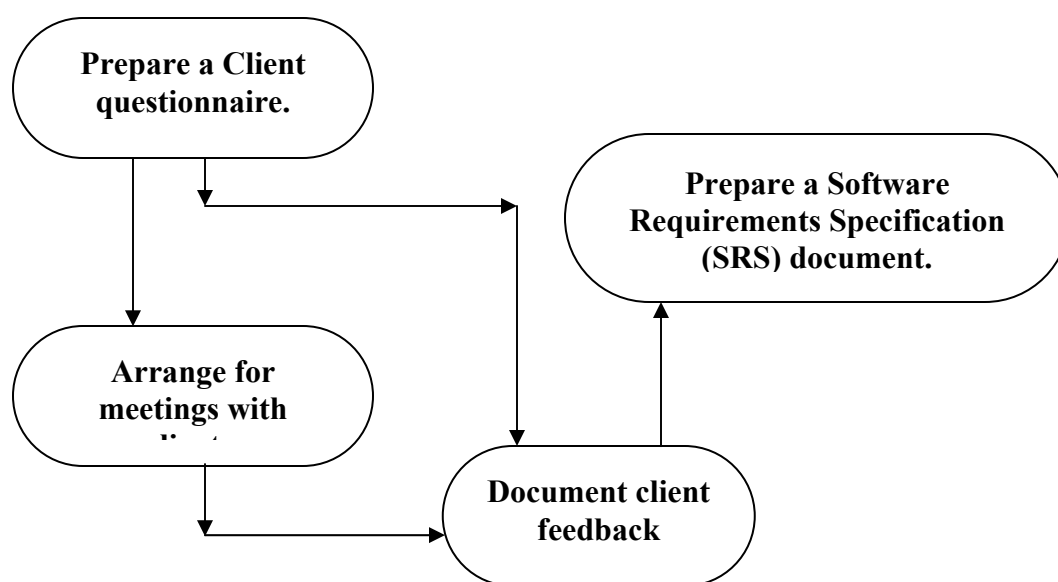 Prepare a Client
questionnaire.
Prepare a Software
Requirements Specification
(SRS) document.
Arrange for
meetings with
Document client
feedback